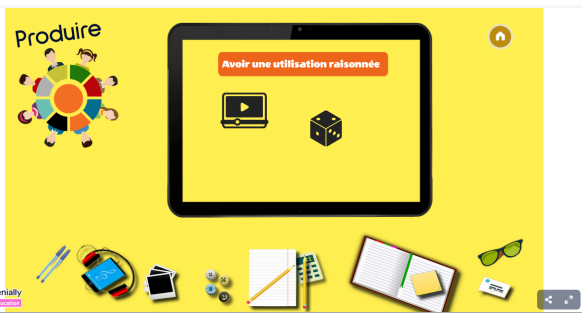 Produire
Avoir une utilisation raisonnée
enially
ucation